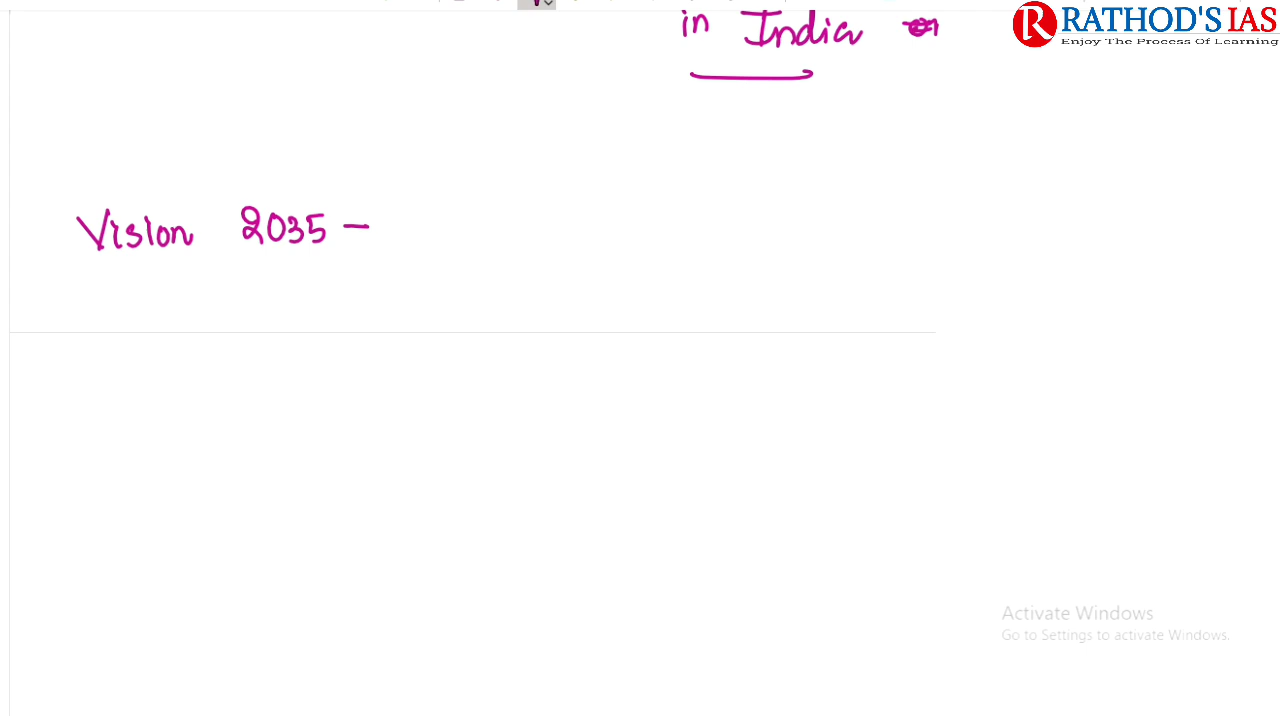 in India
RATHOD'S IAS
Enjoy The Process Of Learning
Vision 2035 -
Activate Windows
Go to Settings to activate Windows.